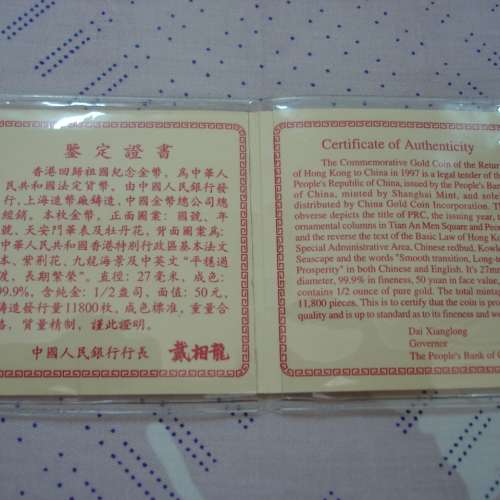 鑒定證書
香港回歸祖國紀念金幣，爲中華人
民共和國法定貨幣。由中國人民銀行發
行，上海造幣廠鑄造，中國金幣總公司總
經銷。本枚金幣，正面圖案：國號、年
號、天安門華表及牡丹花，背面圖案爲：
中華人民共和國香港特別行政區基本法文
本、紫荆花、九龍海景及中英文“平穩過
渡、長期繁榮”。直徑：27毫米，成色：
99.9%，含純金：1/2盎司，面值：50元，
鑄造發行量11800枚。成色標准，重量合
格，質量精制，謹此證明。
中國人民銀行行長 戴相龍
Certificate of Authenticity
The Commemorative Gold Coin of the Return
of Hong Kong to China in 1997 is a legal tender of the
People's Republic of China, issued by the People's Bank
of China, minted by Shanghai Mint, and solely
distributed by China Gold Coin Incorporation. The
obverse depicts the title of PRC, the issuing year,
ornamental columns in Tian An Men Square and
and the reverse the text of the Basic Law of Hong Kong
Special Administrative Area, Chinese redbud,
Seascape and the words "Smooth transition,
Prosperity" in both Chinese and English. It's 27mm
diameter, 99.9% in fineness, 50 yuan in face value,
contains 1/2 ounce of pure gold. The total mintage
11,800 pieces. This is to certify that the coin is
quality and is up to standard as to its fineness and
Dai Xianglong
Governor
The People's Bank of